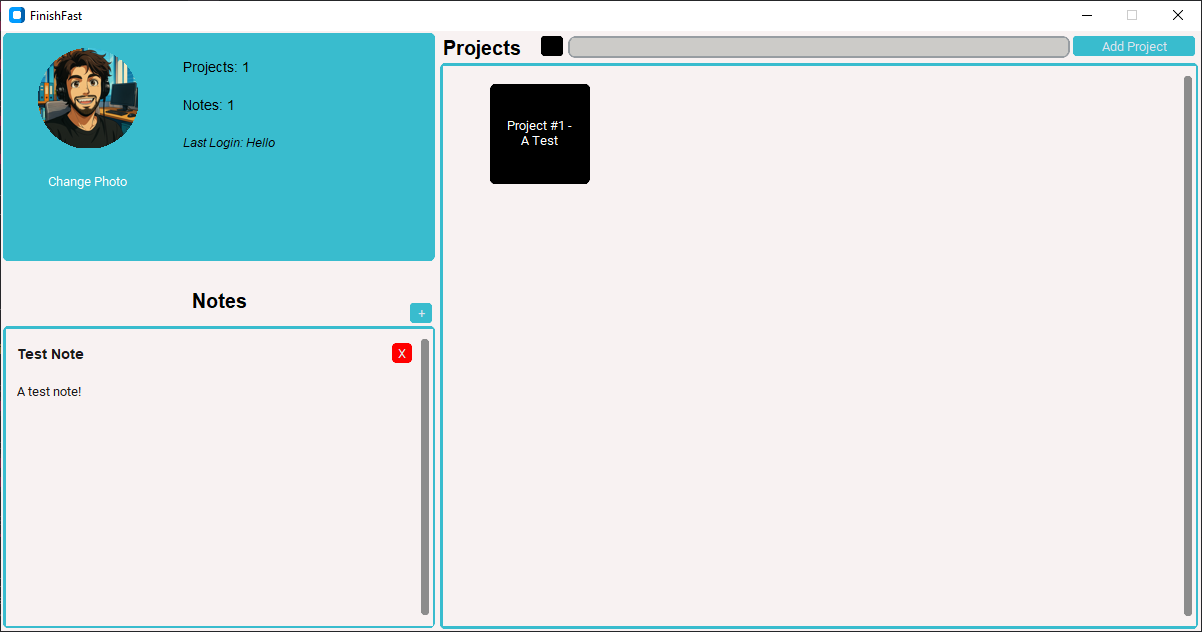 FinishFast
Projects: 1
Notes: 1
Last Login: Hello
Change Photo
Notes
+
Test Note
X
A test note!
Projects
Add Project
Project #1 -
A Test